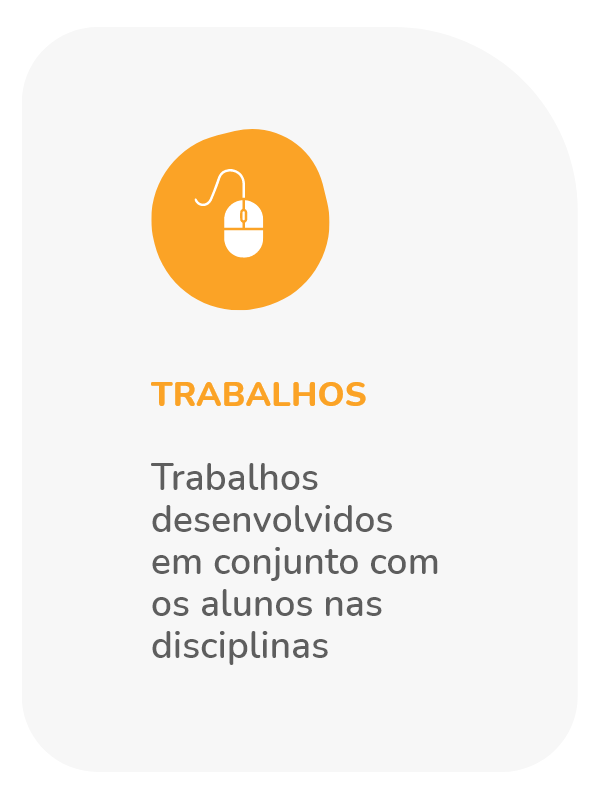 TRABALHOS
Trabalhos
desenvolvidos
em conjunto com
os alunos nas
disciplinas